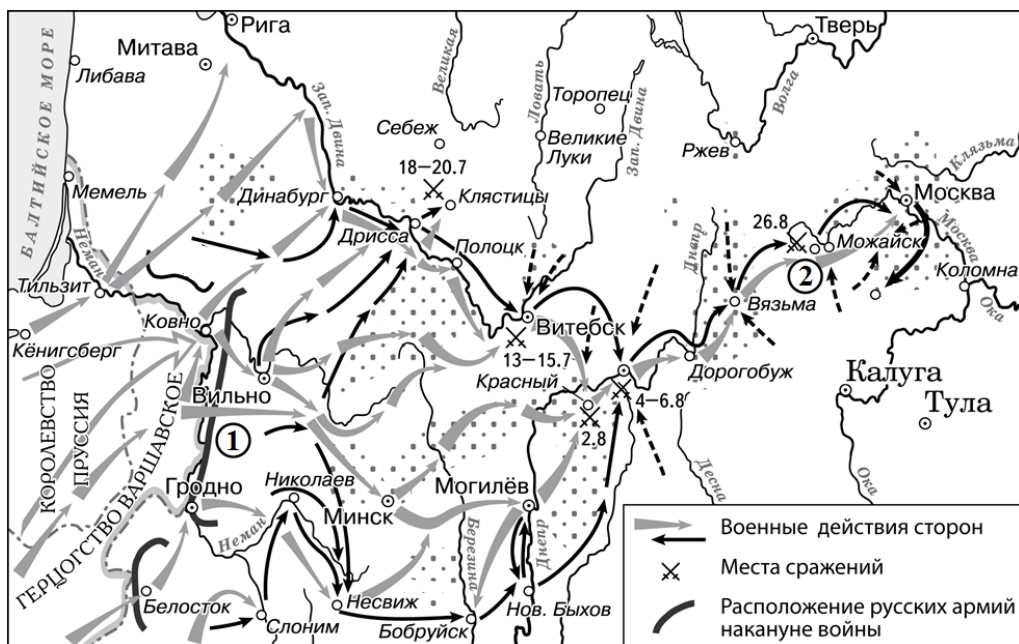 Рига
Тверь
Митава
Либава
БАЛТИЙСКОЕ МОРЕ
Зап. Двина
Великая
Ловать
Торопец
Волга
Себеж
Великие
Луки
Зап. Двина
Ржев
Клязьма
18–20.7
Мемель
Динабург
Клястицы
Москва
Неман
Дрисса
Полоцк
Днепр
26.8
Можайск
Москва
Тильзит
2
Коломна
Ковно
Витебск
Вязьма
Ока
Кёнигсберг
13–15.7
Красный
Дорогобуж
Вильно
4–6.8
Калуга
КОРОЛЕВСТВО
ПРУССИЯ
1
2.8
Тула
ГЕРЦОГСТВО ВАРШАВСКОЕ
Гродно
Николаев
Минск
Могилёв
Десна
Ока
Неман
Березина
Днепр
Белосток
Слоним
Несвиж
Бобруйск
Нов. Быхов
Военные действия сторон
Места сражений
Расположение русских армий
накануне войны